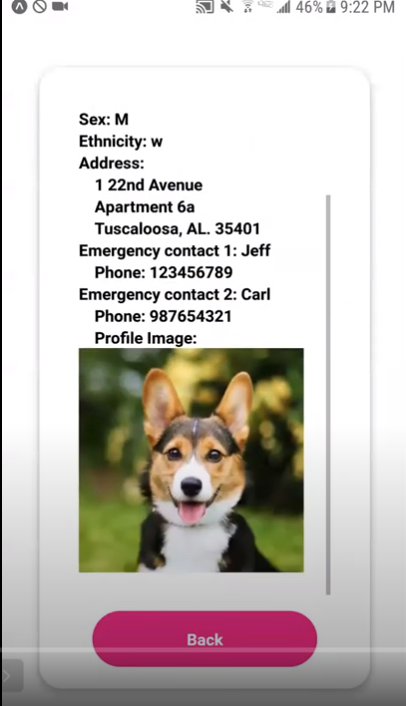 46% 9:22 PM
Sex: M
Ethnicity: w
Address:
1 22nd Avenue
Apartment 6a
Tuscaloosa, AL. 35401
Emergency contact 1: Jeff
Phone: 123456789
Emergency contact 2: Carl
Phone: 987654321
Profile Image:
Back